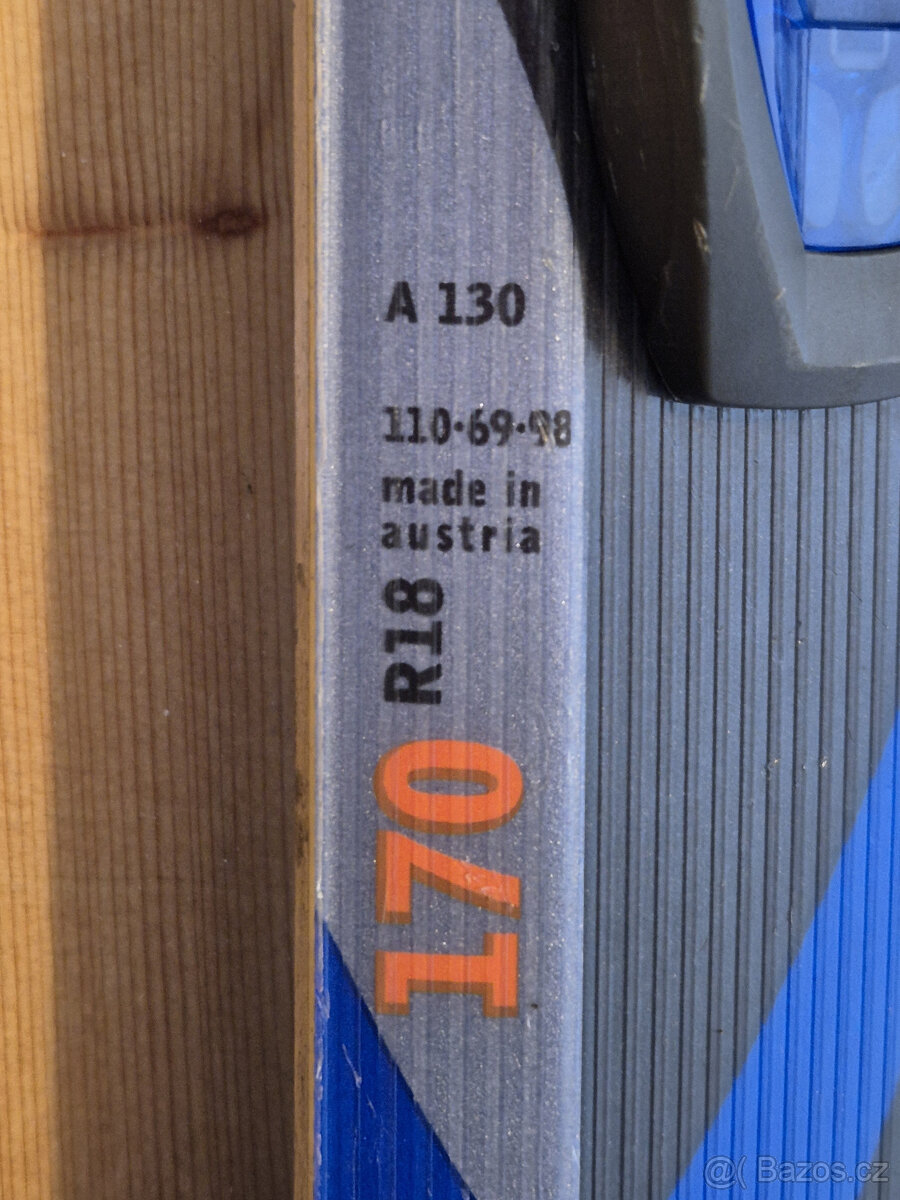 A 130
110·69·98
made in
austria
R18
170
@( Bazos.cz